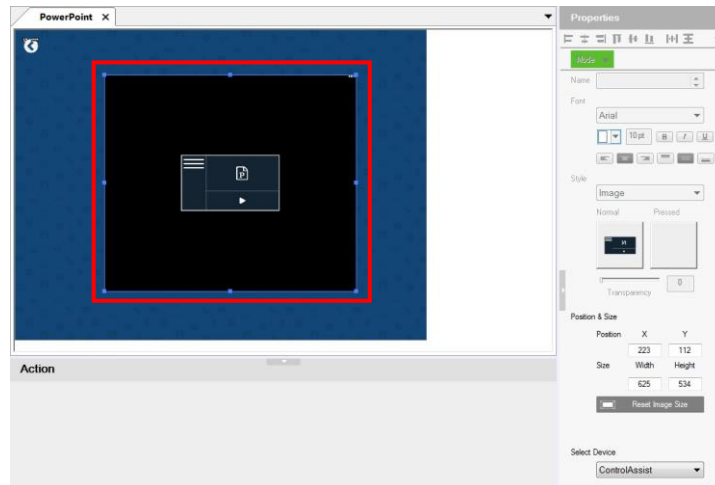 PowerPoint X
Properties
Mode
Name
Font
Arial
10 pt B I U
Style
Image
Normal Pressed
Transparency
0
Position & Size
Position X Y
223 112
Size Width Height
625 534
Reset Image Size
Action
Select Device
ControlAssist